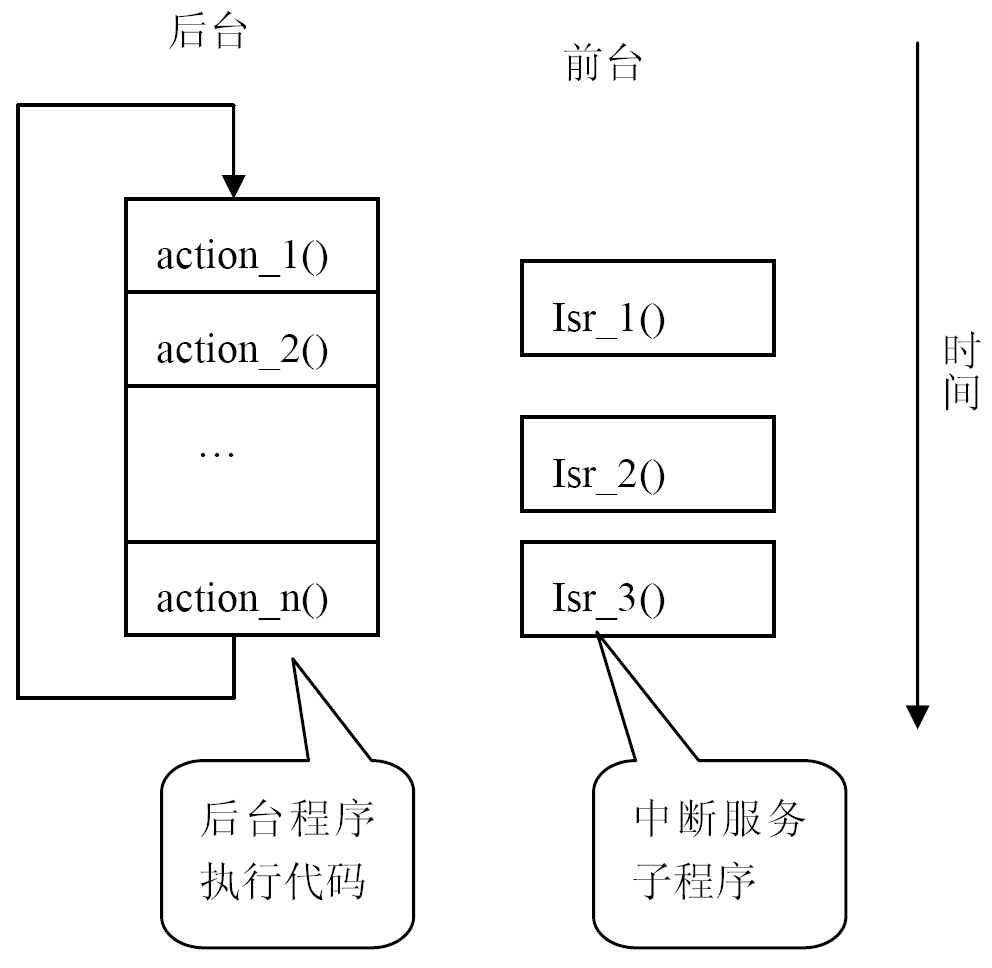 后台
前台
action_1()
action_2()
…
action_n()
Isr_1()
Isr_2()
Isr_3()
时
间
后台程序
执行代码
中断服务
子程序